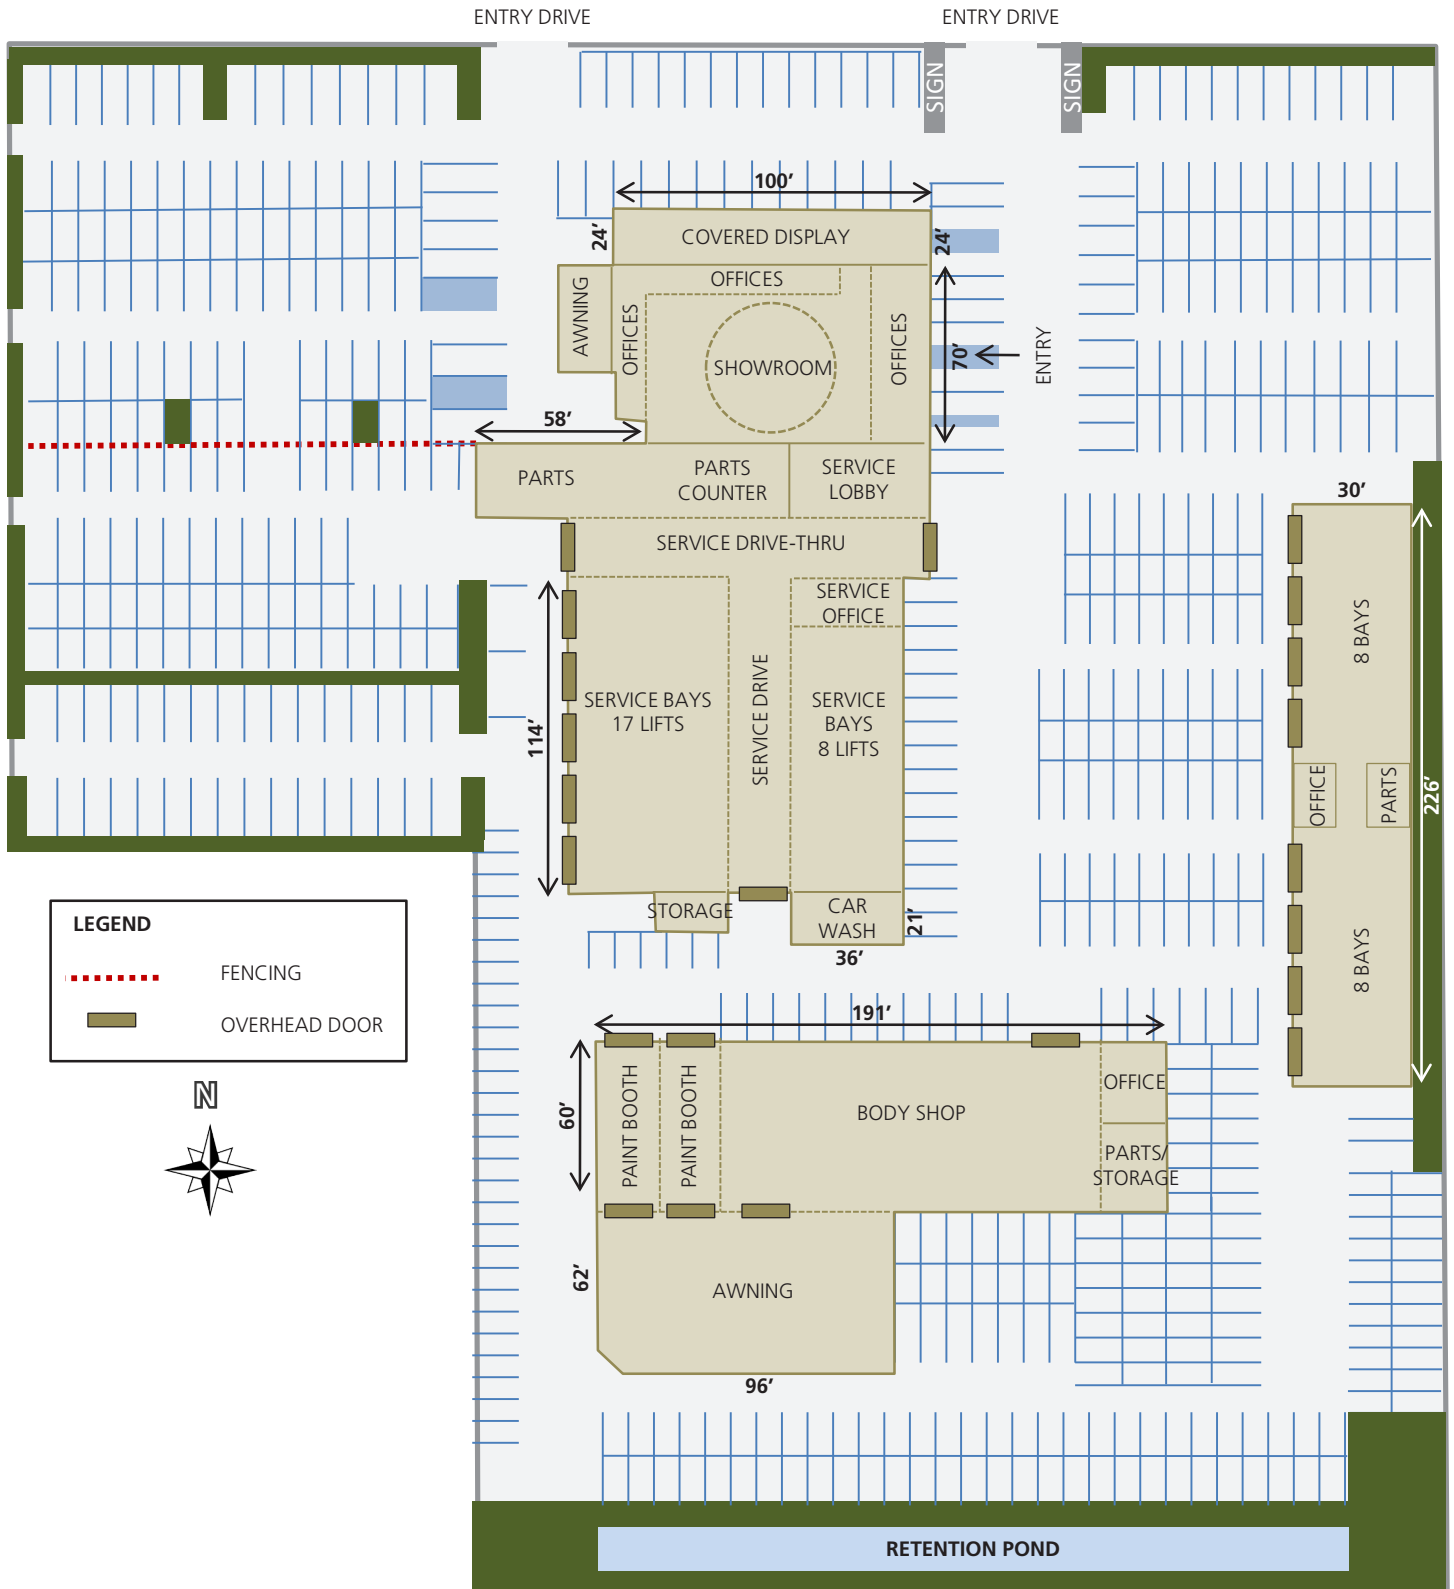 ENTRY DRIVE
ENTRY DRIVE
SIGN
SIGN
100’
24’
COVERED DISPLAY
24’
OFFICES
AWNING
OFFICES
SHOWROOM
OFFICES
70’
ENTRY
58’
PARTS
PARTS
COUNTER
SERVICE
LOBBY
30’
SERVICE DRIVE-THRU
SERVICE
OFFICE
8 BAYS
114’
SERVICE BAYS
17 LIFTS
SERVICE DRIVE
SERVICE
BAYS
8 LIFTS
OFFICE
PARTS
226’
STORAGE
CAR
WASH
21’
36’
8 BAYS
LEGEND
FENCING
OVERHEAD DOOR
N
191’
60’
PAINT BOOTH
PAINT BOOTH
BODY SHOP
OFFICE
PARTS/
STORAGE
62’
AWNING
96’
RETENTION POND